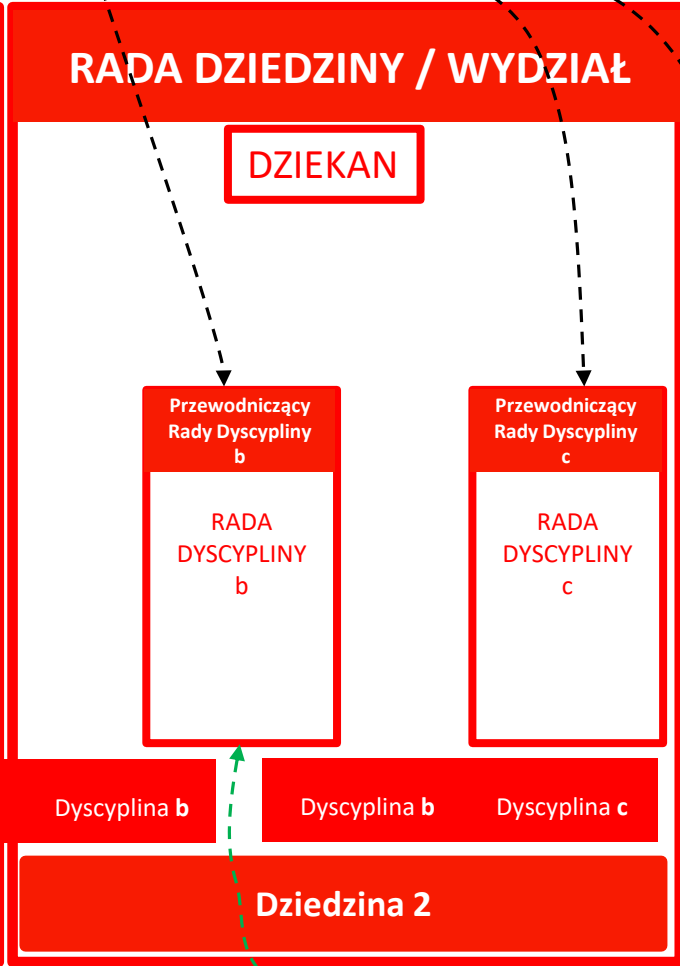 RADA DZIEDZINY / WYDZIAŁ
DZIEKAN
Przewodniczący
Rady Dyscypliny
b
RADA
DYSCYPLINY
b
Przewodniczący
Rady Dyscypliny
c
RADA
DYSCYPLINY
c
Dyscyplina b
Dyscyplina b
Dyscyplina c
Dziedzina 2